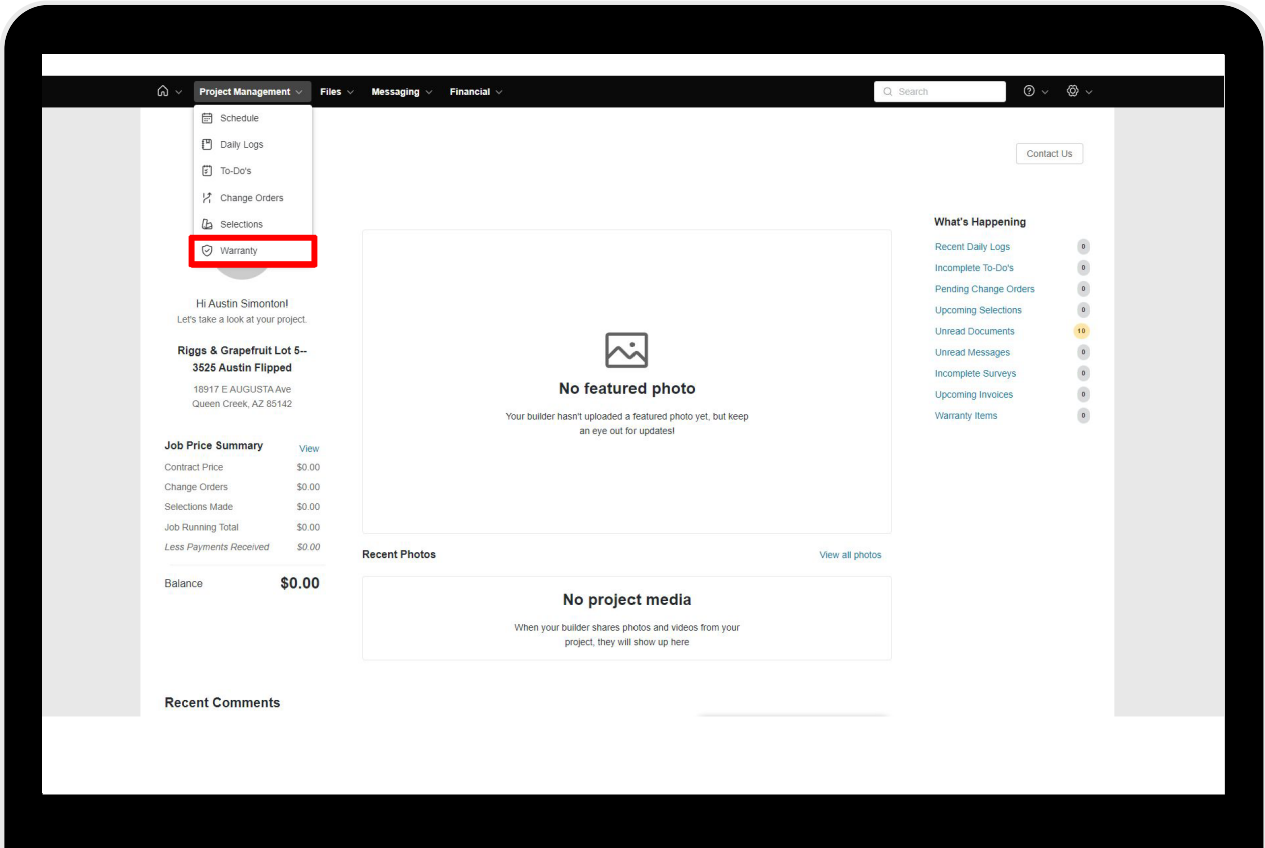 Project Management
Files
Messaging
Financial
Search
Schedule
Daily Logs
To-Do's
Change Orders
Selections
Warranty
Contact Us
Hi Austin Simonton!
Let's take a look at your project.
Riggs & Grapefruit Lot 5--
3525 Austin Flipped
18917 E AUGUSTA Ave
Queen Creek, AZ 85142
Job Price Summary View
Contract Price $0.00
Change Orders $0.00
Selections Made $0.00
Job Running Total $0.00
Less Payments Received $0.00
Balance $0.00
No featured photo
Your builder hasn't uploaded a featured photo yet, but keep
an eye out for updates!
Recent Photos View all photos
No project media
When your builder shares photos and videos from your
project, they will show up here
What's Happening
Recent Daily Logs 0
Incomplete To-Do's 0
Pending Change Orders 0
Upcoming Selections 0
Unread Documents 10
Unread Messages 0
Incomplete Surveys 0
Upcoming Invoices 0
Warranty Items 0
Recent Comments